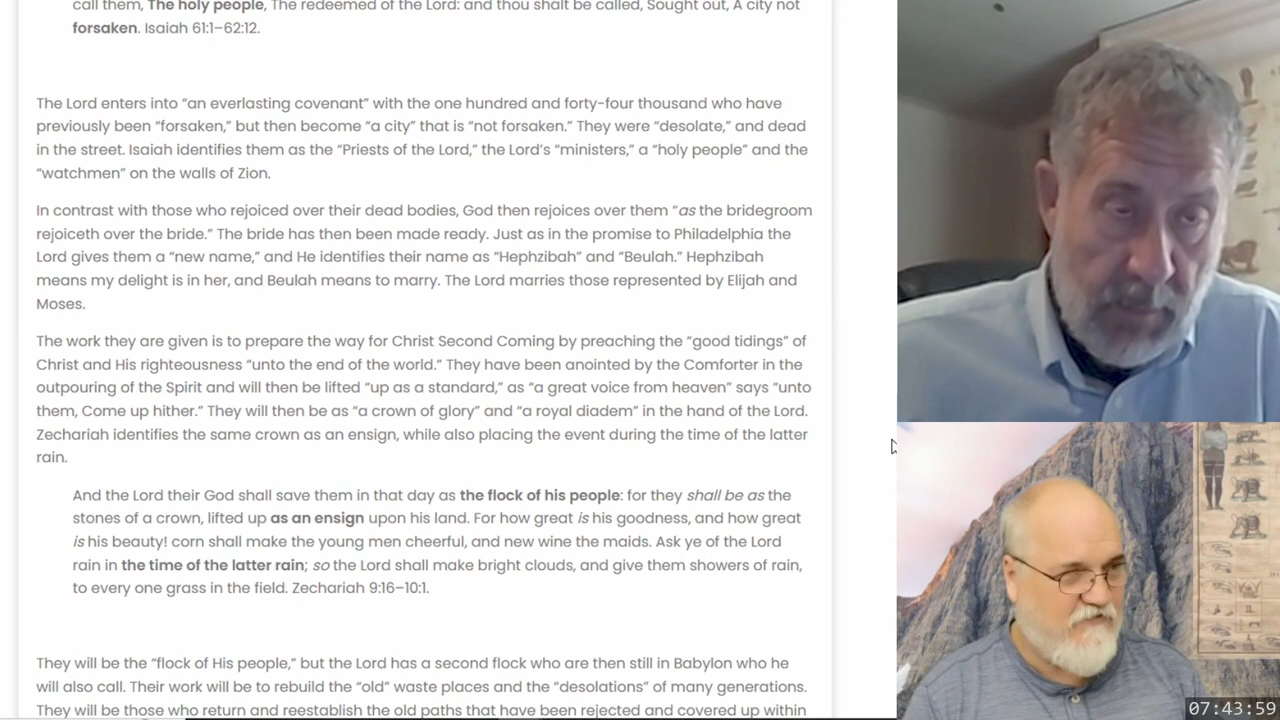 call them, The holy people, The redeemed of the Lord: and thou shalt be called, Sought out, A city not
forsaken. Isaiah 61:1–62:12.
The Lord enters into “an everlasting covenant” with the one hundred and forty-four thousand who have
previously been “forsaken,” but then become “a city” that is “not forsaken.” They were “desolate,” and dead
in the street. Isaiah identifies them as the “Priests of the Lord,” the Lord’s “ministers,” a “holy people” and the
“watchmen” on the walls of Zion.
In contrast with those who rejoiced over their dead bodies, God then rejoices over them “as the bridegroom
rejoiceth over the bride.” The bride has then been made ready. Just as in the promise to Philadelphia the
Lord gives them a “new name,” and He identifies their name as “Hephzibah” and “Beulah.” Hephzibah
means my delight is in her, and Beulah means to marry. The Lord marries those represented by Elijah and
Moses.
The work they are given is to prepare the way for Christ Second Coming by preaching the “good tidings” of
Christ and His righteousness “unto the end of the world.” They have been anointed by the Comforter in the
outpouring of the Spirit and will then be lifted “up as a standard,” as “a great voice from heaven” says “unto
them, Come up hither.” They will then be as “a crown of glory” and “a royal diadem” in the hand of the Lord.
Zechariah identifies the same crown as an ensign, while also placing the event during the time of the latter
rain.
And the Lord their God shall save them in that day as the flock of his people: for they shall be as the
stones of a crown, lifted up as an ensign upon his land. For how great is his goodness, and how great
is his beauty! corn shall make the young men cheerful, and new wine the maids. Ask ye of the Lord
rain in the time of the latter rain; so the Lord shall make bright clouds, and give them showers of rain,
to every one grass in the field. Zechariah 9:16–10:1.
They will be the “flock of His people,” but the Lord has a second flock who are then still in Babylon who he
will also call. Their work will be to rebuild the “old” waste places and the “desolations” of many generations.
They will be those who return and reestablish the old paths that have been rejected and covered up within
07:43:59